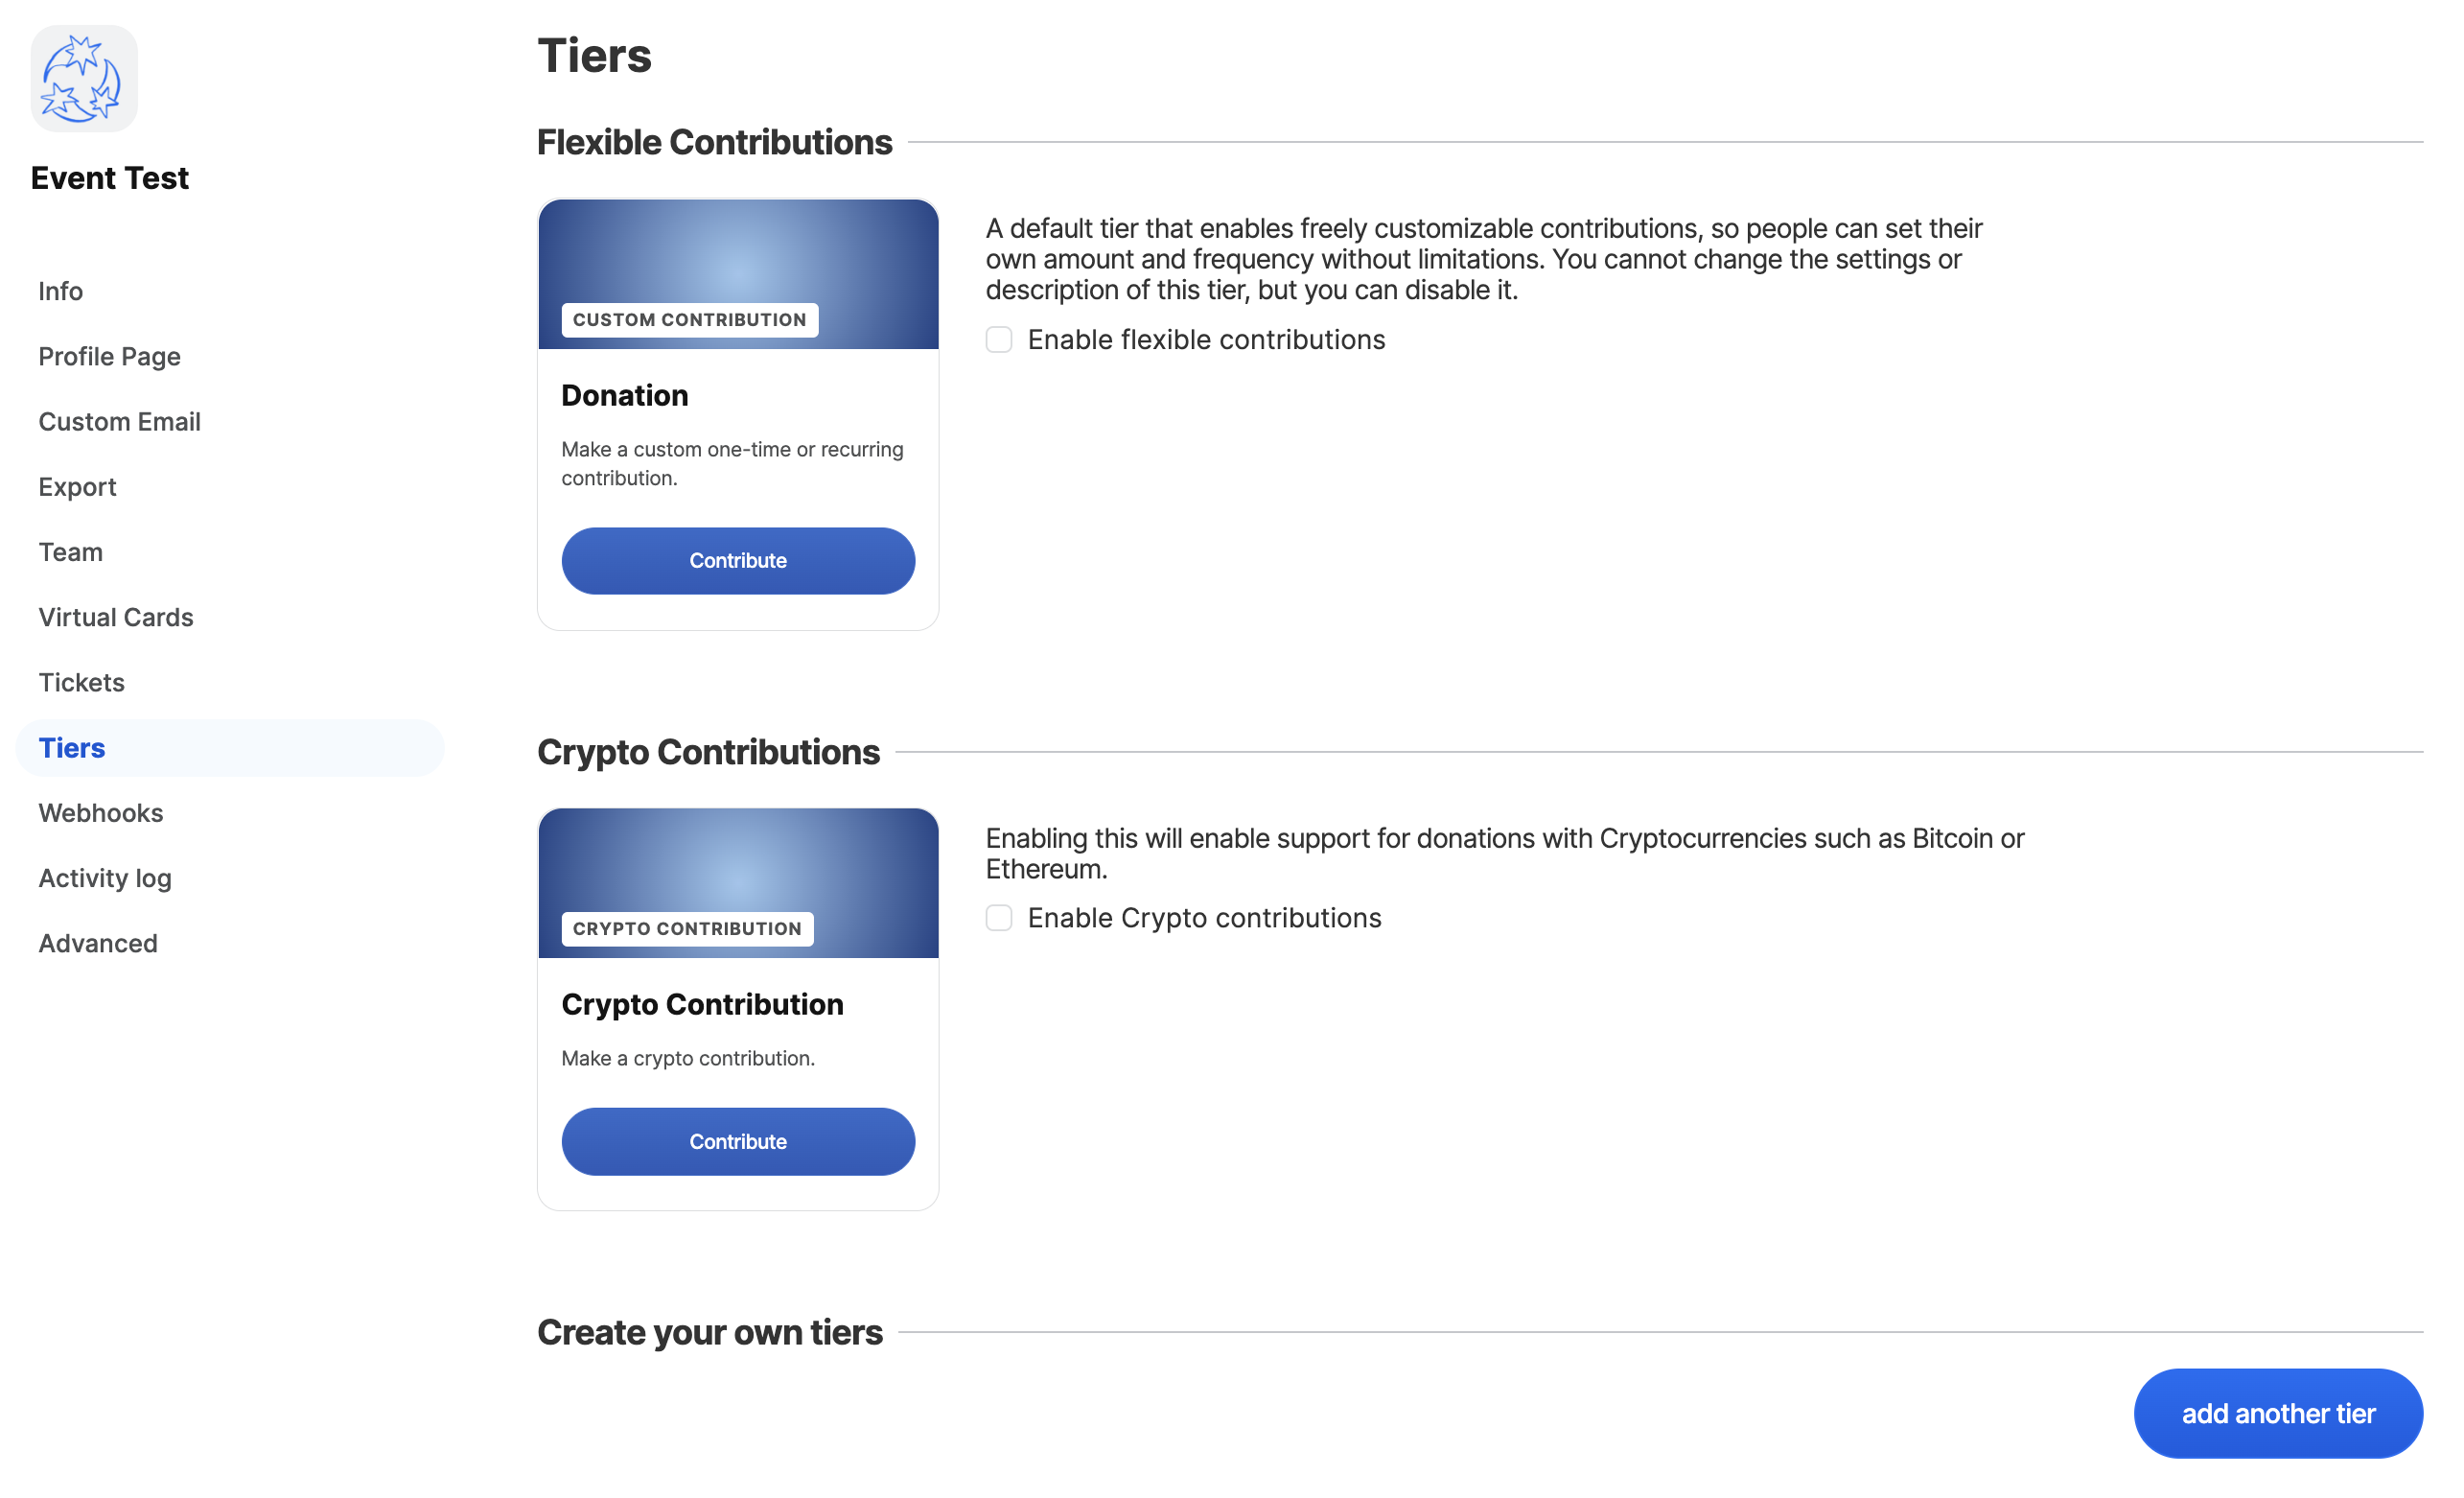 Event Test
Info
Profile Page
Custom Email
Export
Team
Virtual Cards
Tickets
Tiers
Webhooks
Activity log
Advanced
Tiers
Flexible Contributions
CUSTOM CONTRIBUTION
Donation
Make a custom one-time or recurring
contribution.
Contribute
A default tier that enables freely customizable contributions, so people can set their
own amount and frequency without limitations. You cannot change the settings or
description of this tier, but you can disable it.
Enable flexible contributions
Crypto Contributions
CRYPTO CONTRIBUTION
Crypto Contribution
Make a crypto contribution.
Contribute
Enabling this will enable support for donations with Cryptocurrencies such as Bitcoin or
Ethereum.
Enable Crypto contributions
Create your own tiers
add another tier